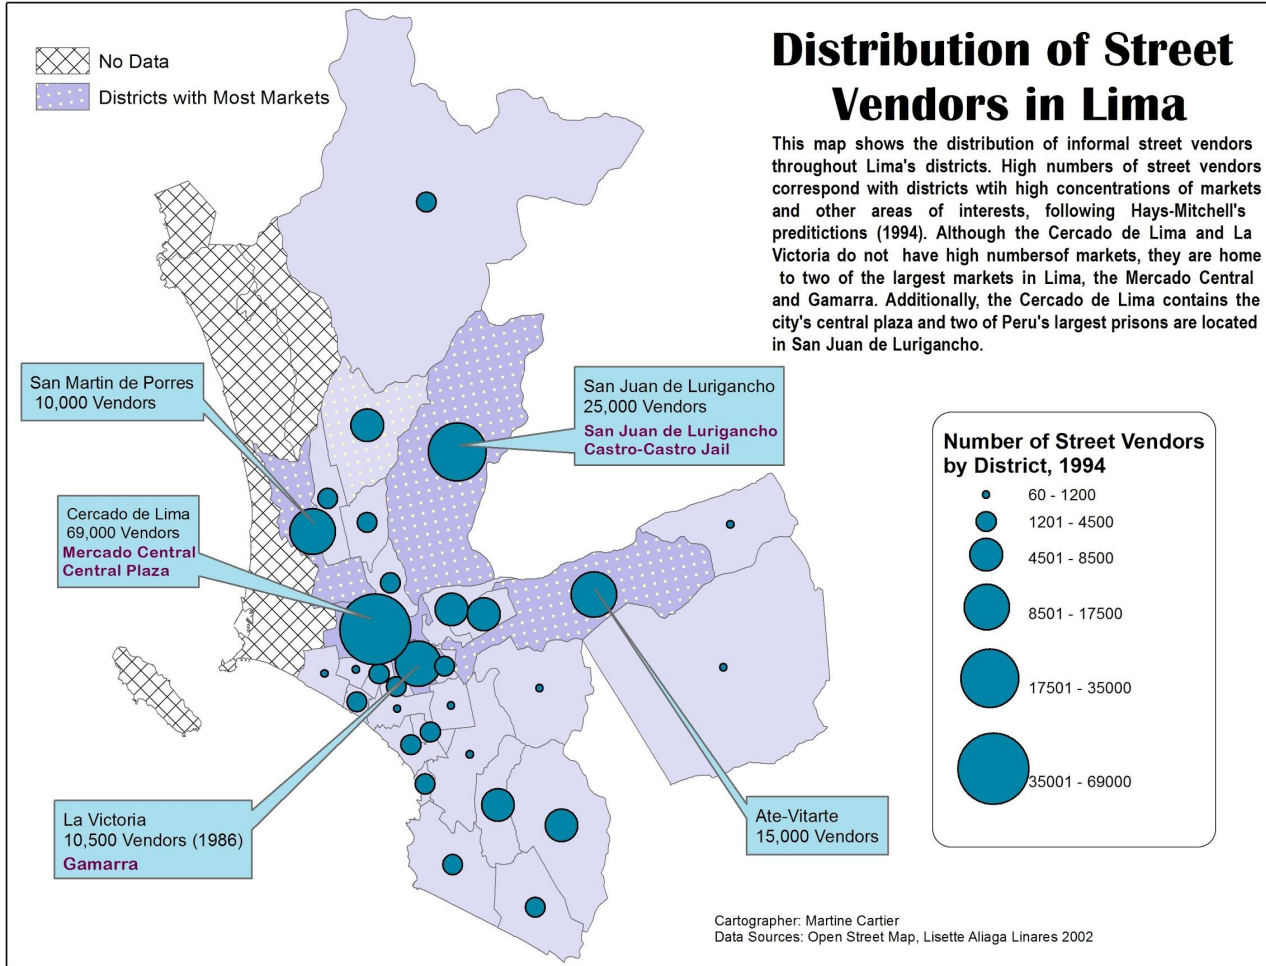 No Data
Districts with Most Markets
Distribution of Street
Vendors in Lima
This map shows the distribution of informal street vendors
throughout Lima's districts. High numbers of street vendors
correspond with districts wtih high concentrations of markets
and other areas of interests, following Hays-Mitchell's
preditictions (1994). Although the Cercado de Lima and La
Victoria do not have high numbersof markets, they are home
to two of the largest markets in Lima, the Mercado Central
and Gamarra. Additionally, the Cercado de Lima contains the
city's central plaza and two of Peru's largest prisons are located
in San Juan de Lurigancho.
San Martin de Porres
10,000 Vendors
San Juan de Lurigancho
25,000 Vendors
San Juan de Lurigancho
Castro-Castro Jail
Cercado de Lima
69,000 Vendors
Mercado Central
Central Plaza
La Victoria
10,500 Vendors (1986)
Gamarra
Ate-Vitarte
15,000 Vendors
Number of Street Vendors
by District, 1994
60 - 1200
1201 - 4500
4501 - 8500
8501 - 17500
17501 - 35000
35001 - 69000
Cartographer: Martine Cartier
Data Sources: Open Street Map, Lisette Aliaga Linares 2002